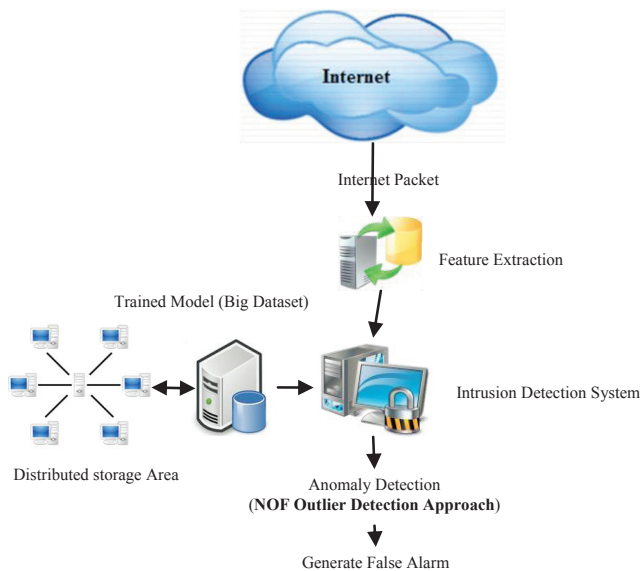 Internet
Internet Packet
Feature Extraction
Trained Model (Big Dataset)
Intrusion Detection System
Distributed storage Area
Anomaly Detection
(NOF Outlier Detection Approach)
Generate False Alarm